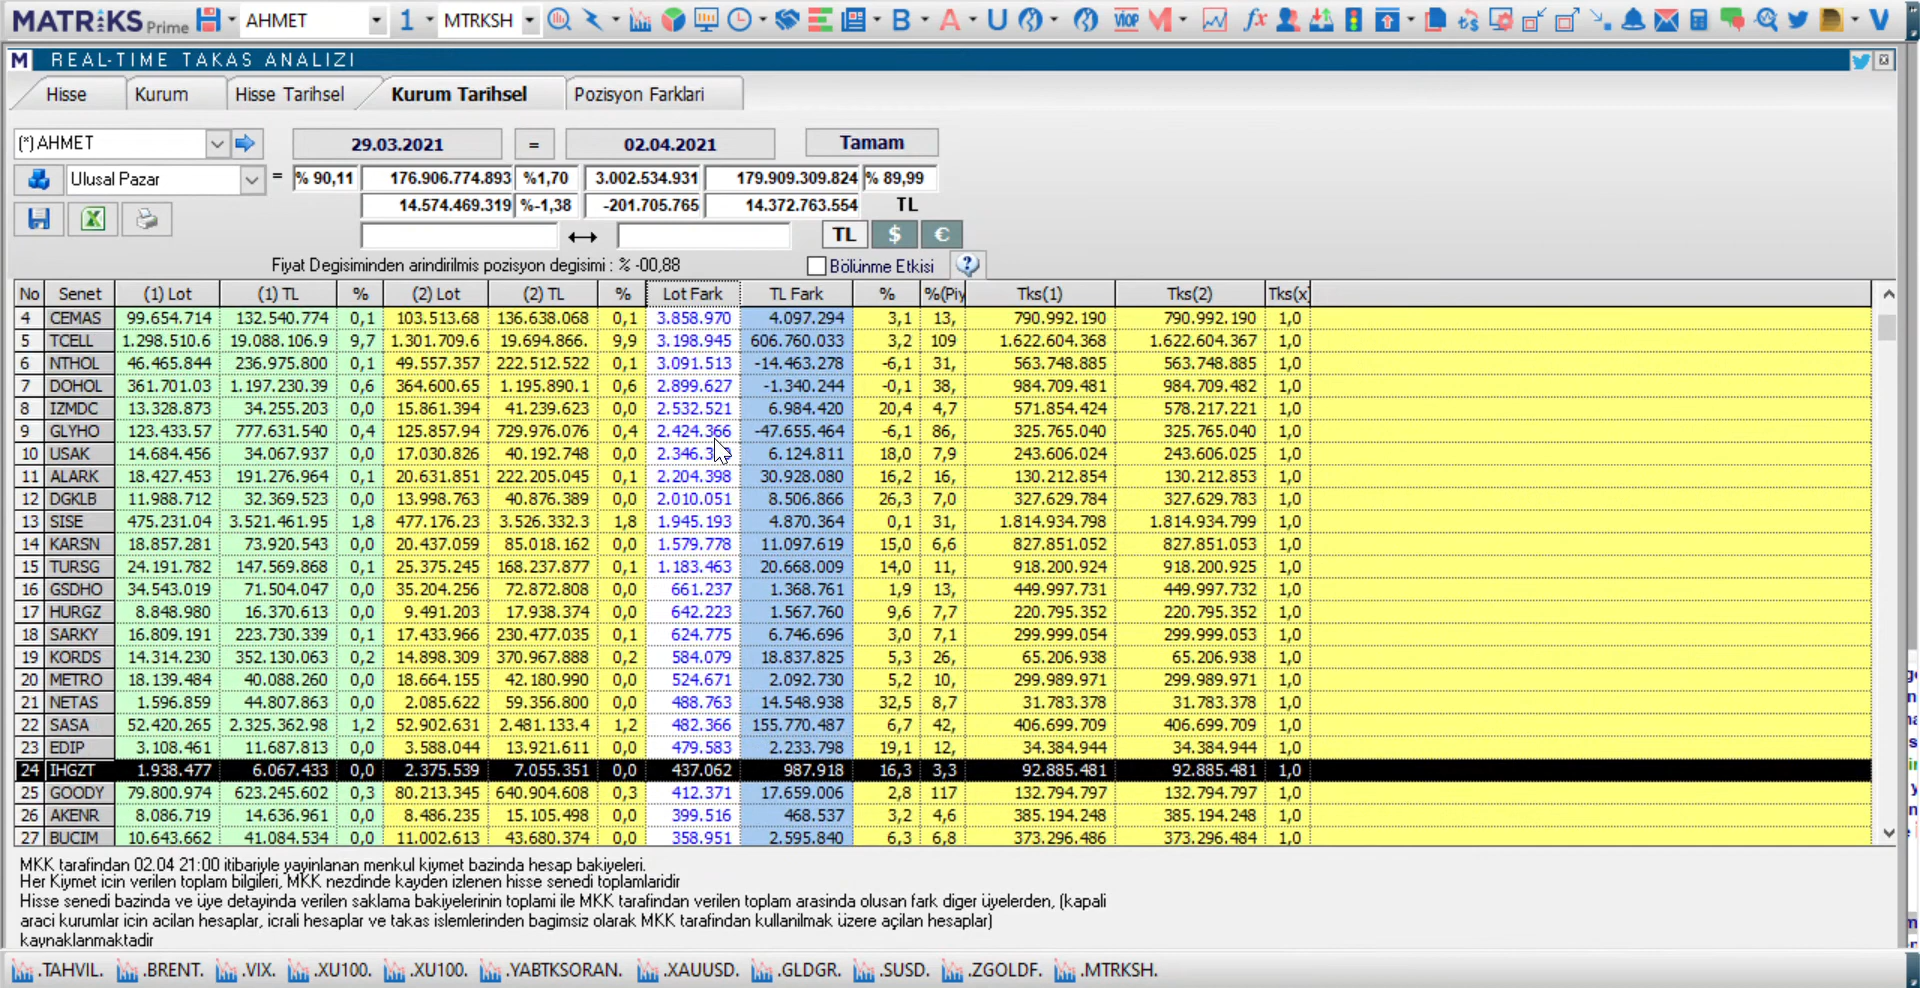 MATRiKS Prime AHMET 1 MTRKSH B A U VIOP M fx V
M REAL-TIME TAKAS ANALIZI
Hisse Kurum Hisse Tarihsel Kurum Tarihsel Pozisyon Farklari
(*) AHMET 29.03.2021 = 02.04.2021 Tamam
Ulusal Pazar = % 90,11 176.906.774.893 %1,70 3.002.534.931 179.909.309.824 % 89,99
14.574.469.319 %-1,38 -201.705.765 14.372.763.554 TL
TL $ €
Fiyat Degisiminden arindirilmis pozisyon degisimi : % -00,88 Bölünme Etkisi
No Senet (1) Lot (1) TL % (2) Lot (2) TL % Lot Fark TL Fark % %(Piy Tks(1) Tks(2) Tks(x)
4 CEMAS 99.654.714 132.540.774 0,1 103.513.68 136.638.068 0,1 3.858.970 4.097.294 3,1 13, 790.992.190 790.992.190 1,0
5 TCELL 1.298.510.6 19.088.106.9 9,7 1.301.709.6 19.694.866. 9,9 3.198.945 606.760.033 3,2 109 1.622.604.368 1.622.604.367 1,0
6 NTHOL 46.465.844 236.975.800 0,1 49.557.357 222.512.522 0,1 3.091.513 -14.463.278 -6,1 31, 563.748.885 563.748.885 1,0
7 DOHOL 361.701.03 1.197.230.39 0,6 364.600.65 1.195.890.1 0,6 2.899.627 -1.340.244 -0,1 38, 984.709.481 984.709.482 1,0
8 IZMDC 13.328.873 34.255.203 0,0 15.861.394 41.239.623 0,0 2.532.521 6.984.420 20,4 4,7 571.854.424 578.217.221 1,0
9 GLYHO 123.433.57 777.631.540 0,4 125.857.94 729.976.076 0,4 2.424.366 -47.655.464 -6,1 86, 325.765.040 325.765.040 1,0
10 USAK 14.684.456 34.067.937 0,0 17.030.826 40.192.748 0,0 6.124.811 18,0 7,9 243.606.024 243.606.025 1,0
11 ALARK 18.427.453 191.276.964 0,1 20.631.851 222.205.045 0,1 2.204.398 30.928.080 16,2 16, 130.212.854 130.212.853 1,0
12 DGKLB 11.988.712 32.369.523 0,0 13.998.763 40.876.389 0,0 2.010.051 8.506.866 26,3 7,0 327.629.784 327.629.783 1,0
13 SISE 475.231.04 3.521.461.95 1,8 477.176.23 3.526.332.3 1,8 1.945.193 4.870.364 0,1 31, 1.814.934.798 1.814.934.799 1,0
14 KARSN 18.857.281 73.920.543 0,0 20.437.059 85.018.162 0,0 1.579.778 11.097.619 15,0 6,6 827.851.052 827.851.053 1,0
15 TURSG 24.191.782 147.569.868 0,1 25.375.245 168.237.877 0,1 1.183.463 20.668.009 14,0 11, 918.200.924 918.200.925 1,0
16 GSDHO 34.543.019 71.504.047 0,0 35.204.256 72.872.808 0,0 661.237 1.368.761 1,9 13, 449.997.731 449.997.732 1,0
17 HURGZ 8.848.980 16.370.613 0,0 9.491.203 17.938.374 0,0 642.223 1.567.760 9,6 7,7 220.795.352 220.795.352 1,0
18 SARKY 16.809.191 223.730.339 0,1 17.433.966 230.477.035 0,1 624.775 6.746.696 3,0 7,1 299.999.054 299.999.053 1,0
19 KORDS 14.314.230 352.130.063 0,2 14.898.309 370.967.888 0,2 584.079 18.837.825 5,3 26, 65.206.938 65.206.938 1,0
20 METRO 18.139.484 40.088.260 0,0 18.664.155 42.180.990 0,0 524.671 2.092.730 5,2 10, 299.989.971 299.989.971 1,0
21 NETAS 1.596.859 44.807.863 0,0 2.085.622 59.356.800 0,0 488.763 14.548.938 32,5 8,7 31.783.378 31.783.378 1,0
22 SASA 52.420.265 2.325.362.98 1,2 52.902.631 2.481.133.4 1,2 482.366 155.770.487 6,7 42, 406.699.709 406.699.709 1,0
23 EDIP 3.108.461 11.687.813 0,0 3.588.044 13.921.611 0,0 479.583 2.233.798 19,1 12, 34.384.944 34.384.944 1,0
24 IHGZT 1.938.477 6.067.433 0,0 2.375.539 7.055.351 0,0 437.062 987.918 16,3 3,3 92.885.481 92.885.481 1,0
25 GOODY 79.800.974 623.245.602 0,3 80.213.345 640.904.608 0,3 412.371 17.659.006 2,8 117 132.794.797 132.794.797 1,0
26 AKENR 8.086.719 14.636.961 0,0 8.486.235 15.105.498 0,0 399.516 468.537 3,2 4,6 385.194.248 385.194.248 1,0
27 BUCIM 10.643.662 41.084.534 0,0 11.002.613 43.680.374 0,0 358.951 2.595.840 6,3 6,8 373.296.486 373.296.484 1,0
MKK tarafindan 02.04 21:00 itibariyle yayinlanan menkul kiymet bazinda hesap bakiyeleri.
Her Kiymet icin verilen toplam bilgileri, MKK nezdinde kayden izlenen hisse senedi toplamlaridir
Hisse senedi bazinda ve üye detayinda verilen saklama bakiyelerinin toplami ile MKK tarafindan verilen toplam arasinda olusan fark diger üyelerden, (kapali
araci kurumlar icin acilan hesaplar, icrali hesaplar ve takas islemlerinden bagimsiz olarak MKK tarafindan kullanilmak üzere açilan hesaplar)
kaynaklanmaktadir
.TAHVIL. .BRENT. .VIX. .XU100. .XU100. .YABTKSORAN. .XAUUSD. .GLDGR. .SUSD. .ZGOLDF. .MTRKSH.